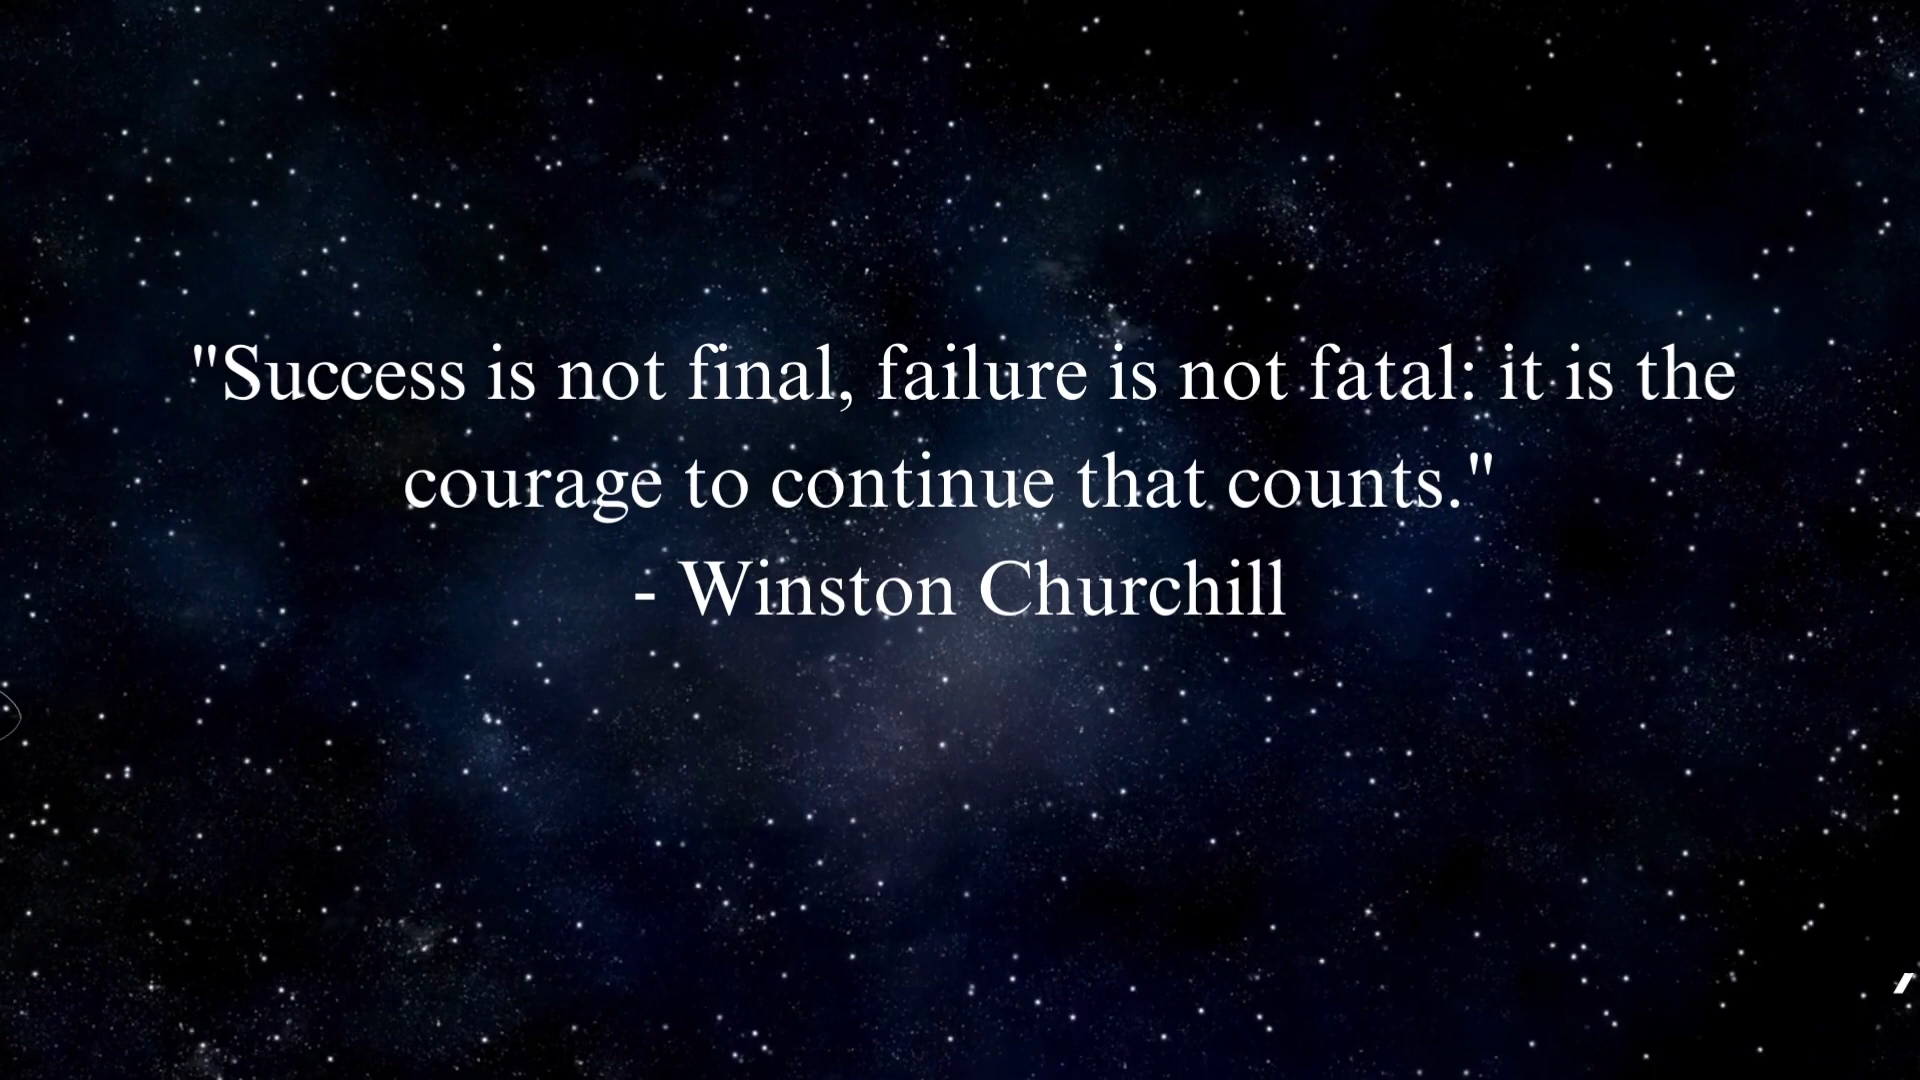 "Success is not final, failure is not fatal: it is the
courage to continue that counts."
- Winston Churchill